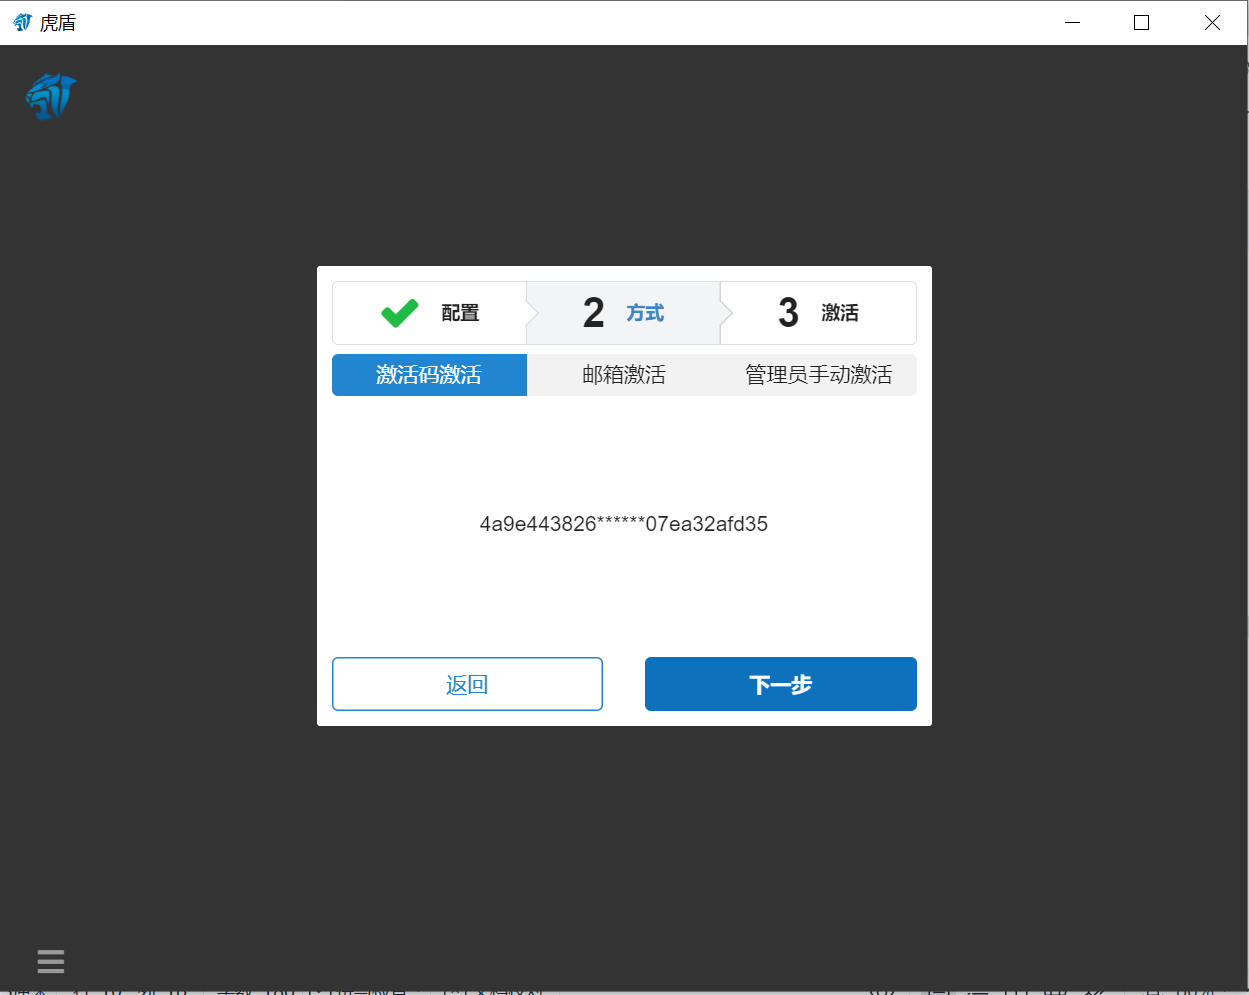 虎盾
配置
2 方式
3 激活
激活码激活
邮箱激活
管理员手动激活
4a9e443826******07ea32afd35
返回
下一步